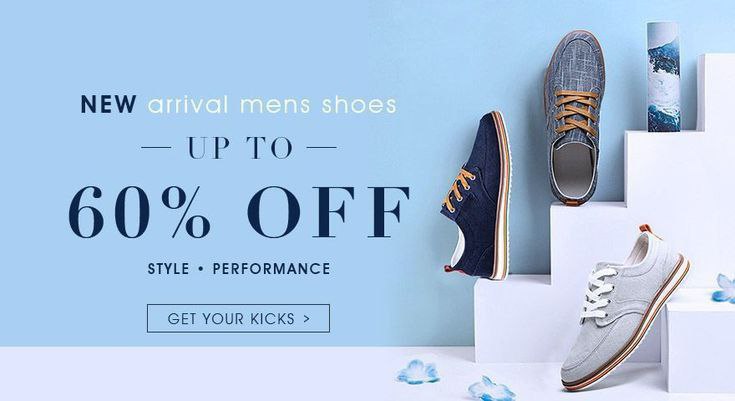 NEW arrival mens shoes
— UP TO —
60% OFF
STYLE • PERFORMANCE
GET YOUR KICKS >